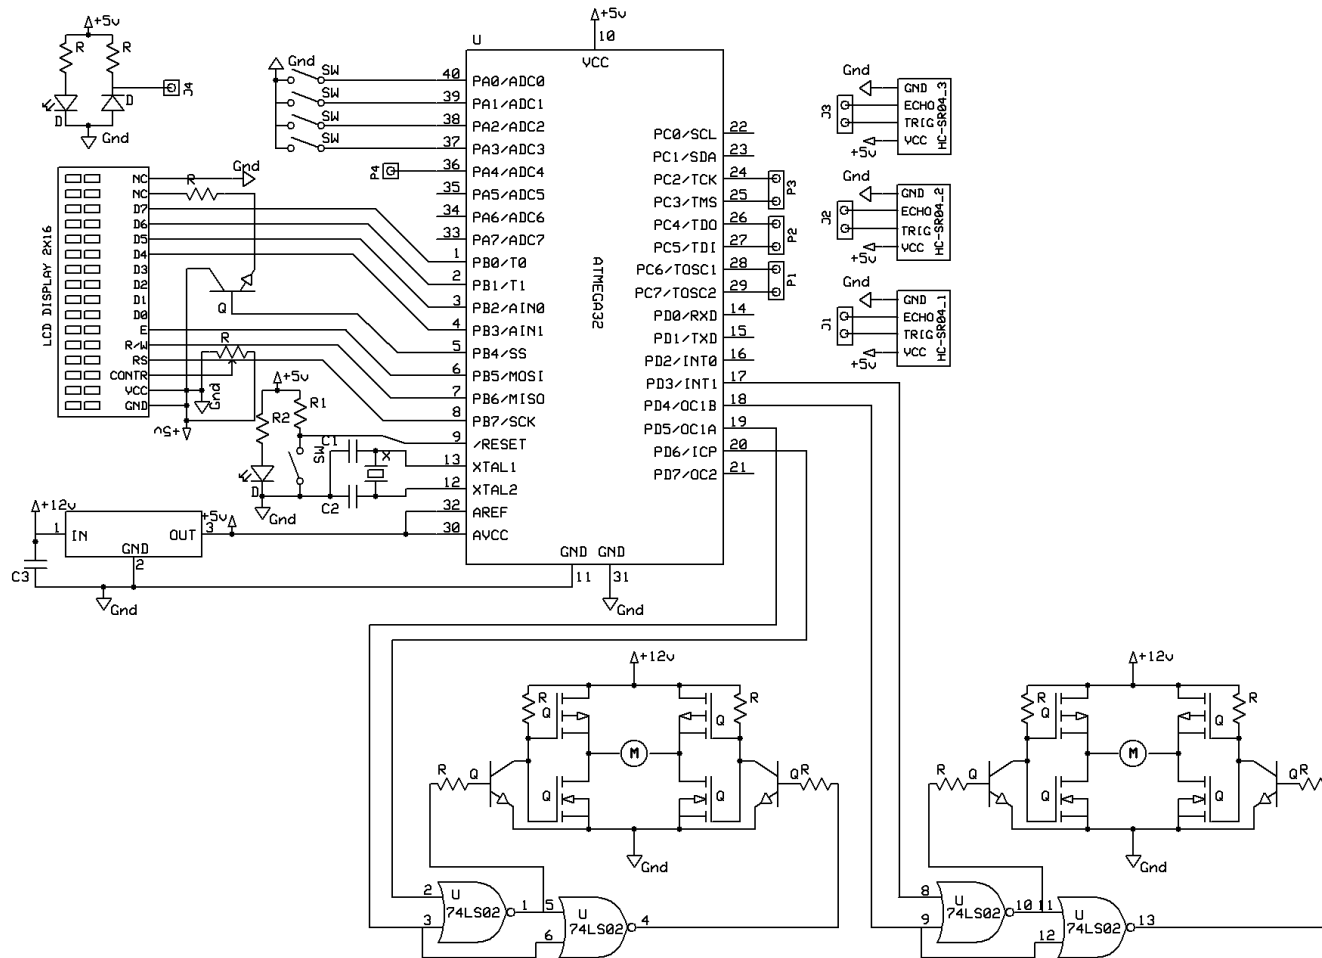 +5v
R
R
D
D
J4
Gnd
Gnd
SW
SW
SW
SW
P4
U
+5v
10
VCC
40 PA0/ADC0
39 PA1/ADC1
38 PA2/ADC2
37 PA3/ADC3
36 PA4/ADC4
35 PA5/ADC5
34 PA6/ADC6
33 PA7/ADC7
1 PB0/T0
2 PB1/T1
3 PB2/AIN0
4 PB3/AIN1
5 PB4/SS
6 PB5/MOSI
7 PB6/MISO
8 PB7/SCK
9 /RESET
13 XTAL1
12 XTAL2
32 AREF
30 AVCC
GND GND
11 31
Gnd
ATMEGA32
PC0/SCL 22
PC1/SDA 23
PC2/TCK 24
PC3/TMS 25
PC4/TDO 26
PC5/TDI 27
PC6/TOSC1 28
PC7/TOSC2 29
PD0/RXD 14
PD1/TXD 15
PD2/INT0 16
PD3/INT1 17
PD4/OC1B 18
PD5/OC1A 19
PD6/ICP 20
PD7/OC2 21
P3
P2
P1
Gnd
J3
+5v
GND
ECHO
TRIG
VCC
HC-SR04_3
Gnd
J2
+5v
GND
ECHO
TRIG
VCC
HC-SR04_2
Gnd
J1
+5v
GND
ECHO
TRIG
VCC
HC-SR04_1
LCD DISPLAY 2X16
NC
NC
D7
D6
D5
D4
D3
D2
D1
D0
E
R/W
RS
CONTR
VCC
GND
Gnd
R
Q
R
Gnd
+5v
+5v
R2
R1
SW5
D
Gnd
C1
C2
X
+12v
1 IN
OUT 3
GND
2
+5v
C3
Gnd
+12v
R
Q
Q
R
M
R
Q
Q
Q
Q
R
Gnd
2
3
U
74LS02
1
5
6
U
74LS02
4
+12v
R
Q
Q
R
M
R
Q
Q
Q
Q
R
Gnd
8
9
U
74LS02
10
11
12
U
74LS02
13